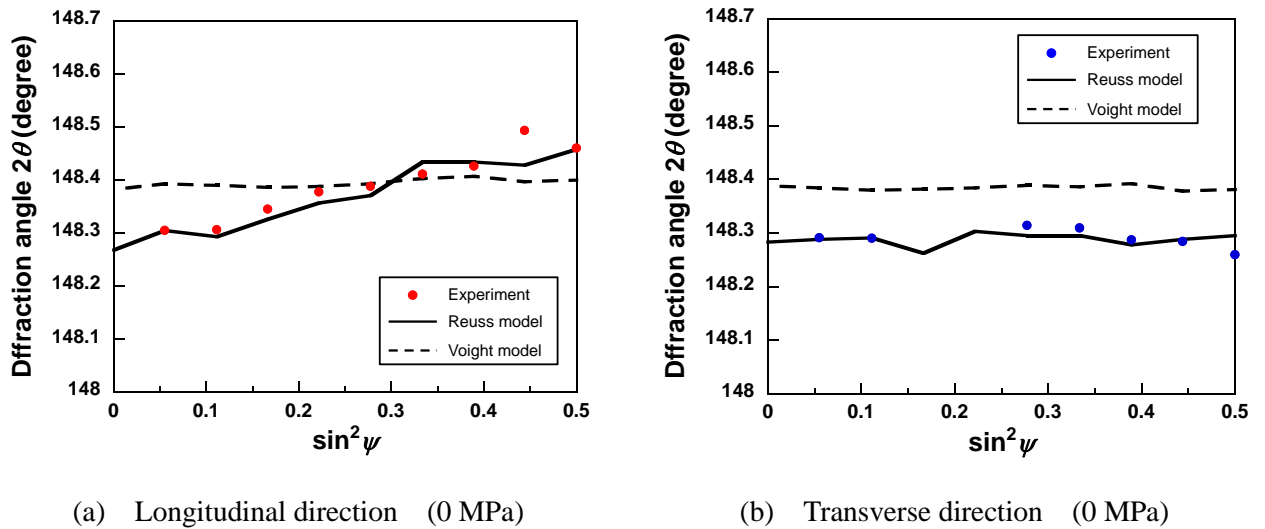 148.7
148.6
148.5
148.4
148.3
148.2
148.1
148
Dffraction angle 2θ (degree)
0
0.1
0.2
0.3
0.4
0.5
sin²ψ
Experiment
Reuss model
Voight model
(a) Longitudinal direction (0 MPa)
148.7
148.6
148.5
148.4
148.3
148.2
148.1
148
Dffraction angle 2θ (degree)
Experiment
Reuss model
Voight model
0
0.1
0.2
0.3
0.4
0.5
sin²ψ
(b) Transverse direction (0 MPa)